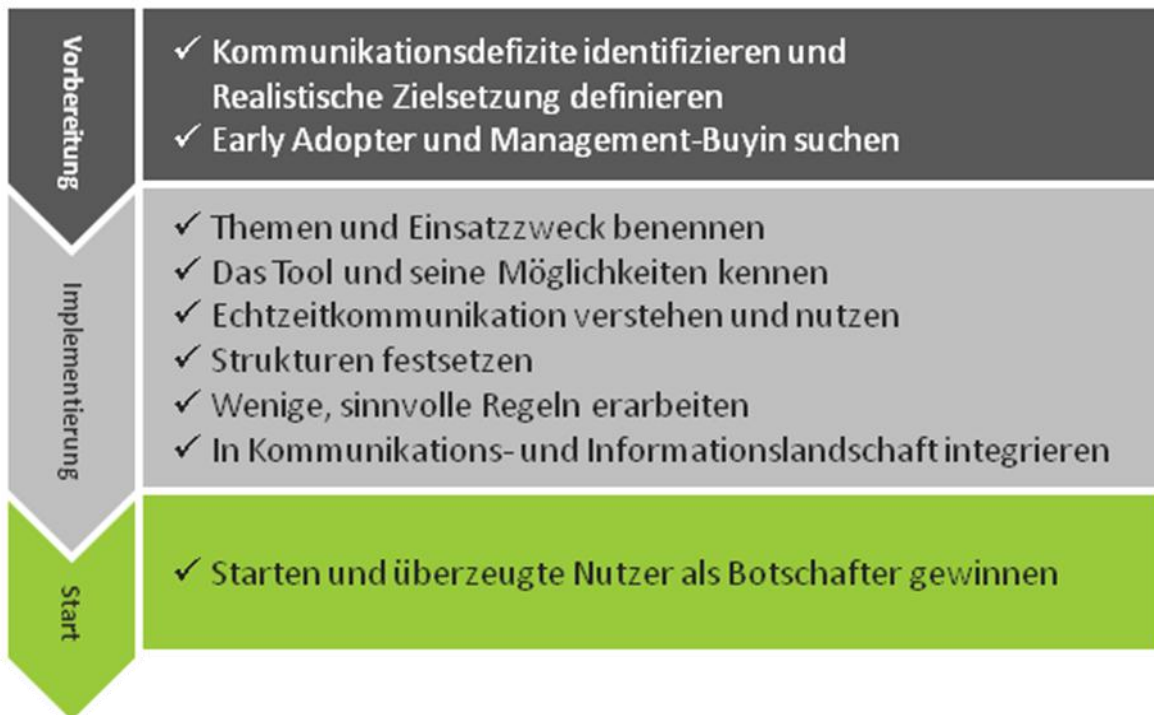 Vorbereitung
✓ Kommunikationsdefizite identifizieren und
Realistische Zielsetzung definieren
✓ Early Adopter und Management-Buyin suchen
Implementierung
✓ Themen und Einsatzzweck benennen
✓ Das Tool und seine Möglichkeiten kennen
✓ Echtzeitkommunikation verstehen und nutzen
✓ Strukturen festsetzen
✓ Wenige, sinnvolle Regeln erarbeiten
✓ In Kommunikations- und Informationslandschaft integrieren
Start
✓ Starten und überzeugte Nutzer als Botschafter gewinnen